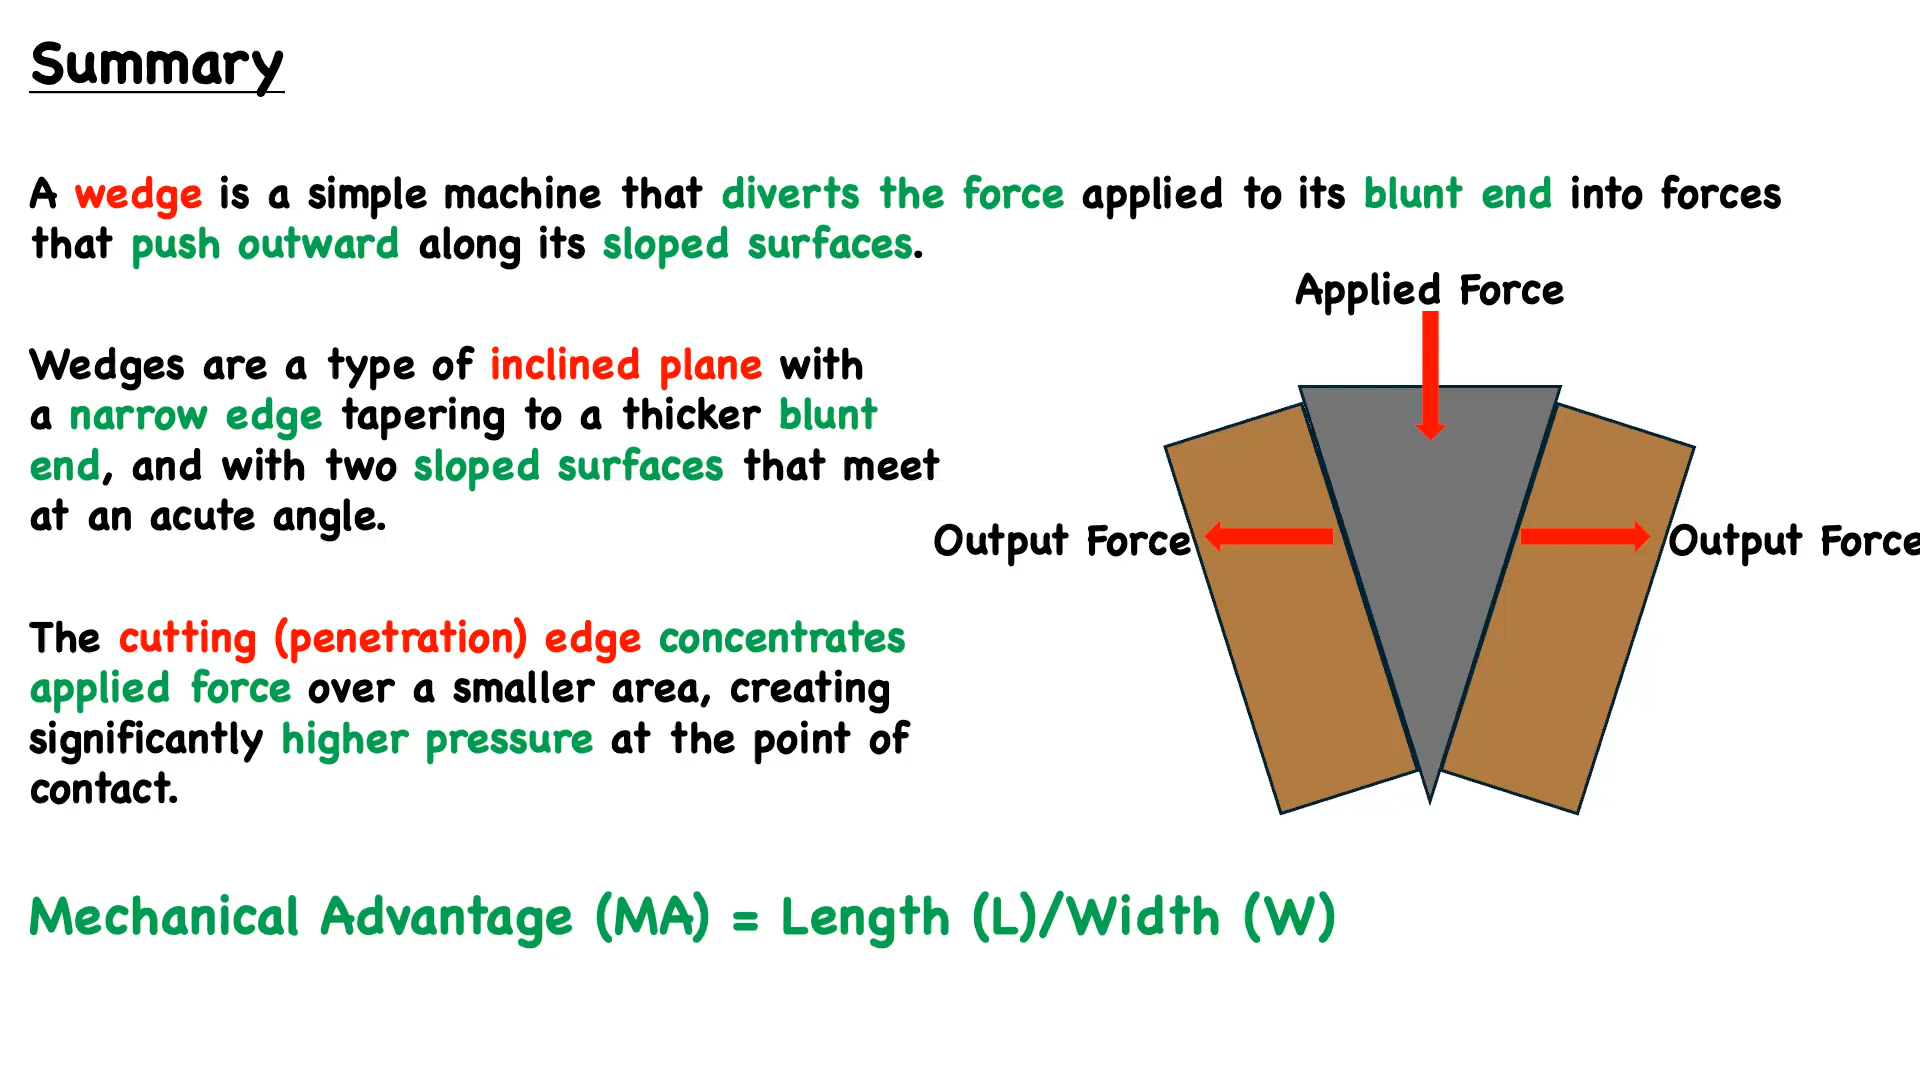 Summary
A wedge is a simple machine that diverts the force applied to its blunt end into forces
that push outward along its sloped surfaces.
Applied Force
Wedges are a type of inclined plane with
a narrow edge tapering to a thicker blunt
end, and with two sloped surfaces that meet
at an acute angle.
Output Force
Output Force
The cutting (penetration) edge concentrates
applied force over a smaller area, creating
significantly higher pressure at the point of
contact.
Mechanical Advantage (MA) = Length (L)/Width (W)